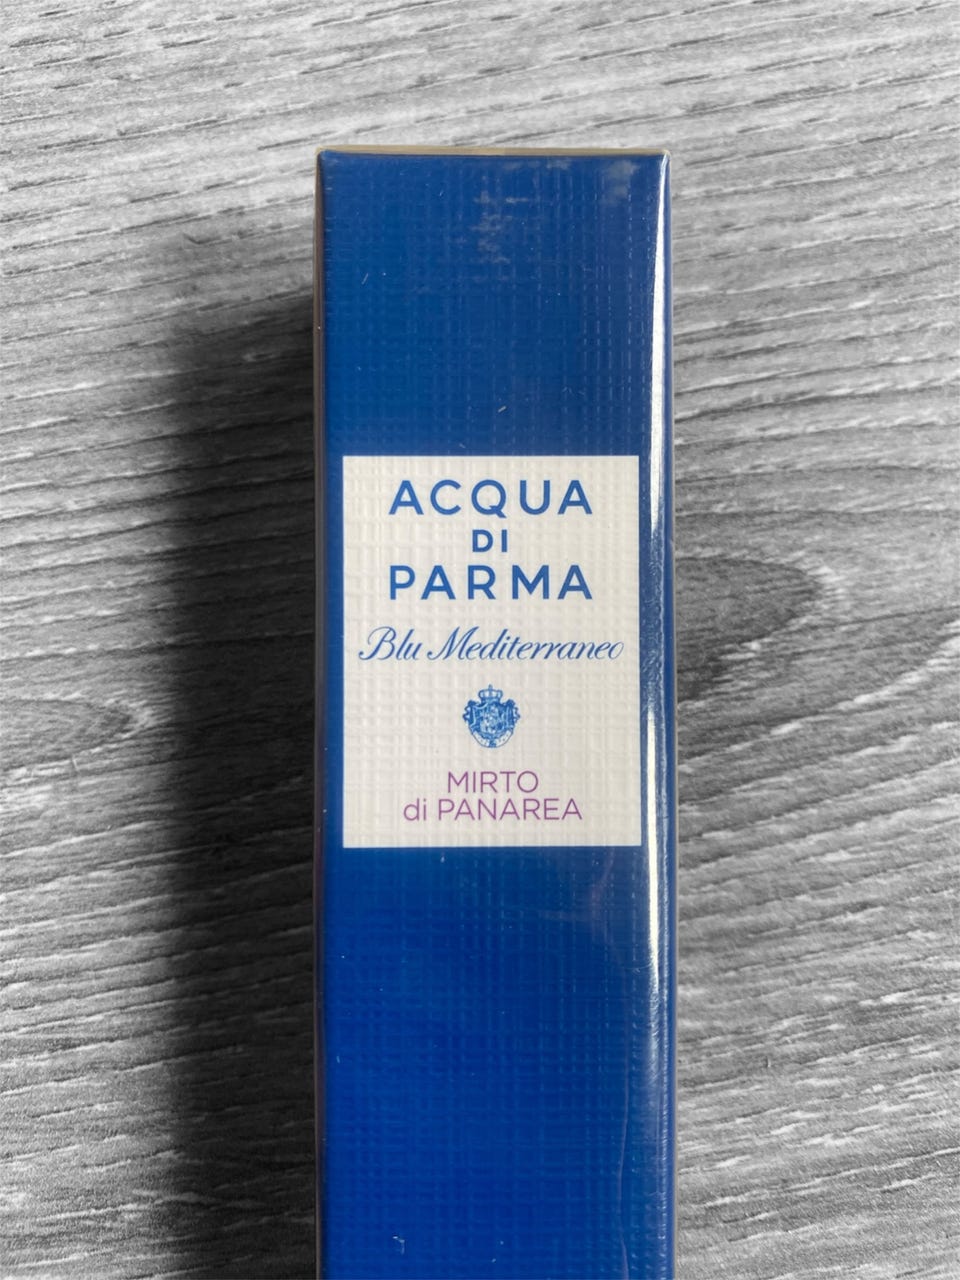 ACQUA
DI
PARMA
Blu Mediterraneo
MIRTO
di PANAREA